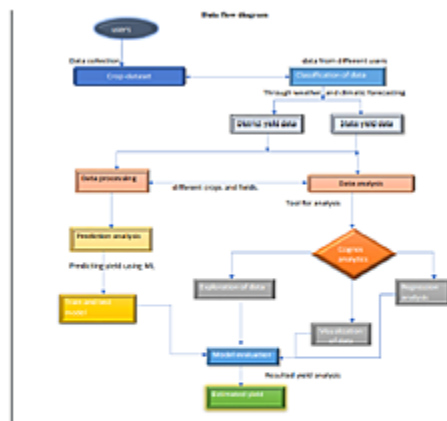 Data flow diagram
users
Data collection
data from different users
Crop dataset
Classification of data
Through weather and climatic forecasting
District yield data
State yield data
Data processing
different crops and fields.
Data analysis
Tool for analysis
Prediction analysis
Cognos
analytics
Predicting yield using ML
Exploration of data
Regression
analysis
Train and test
model
Visualization
of data
Model evaluation
Resulted yield analysis
Estimated yield